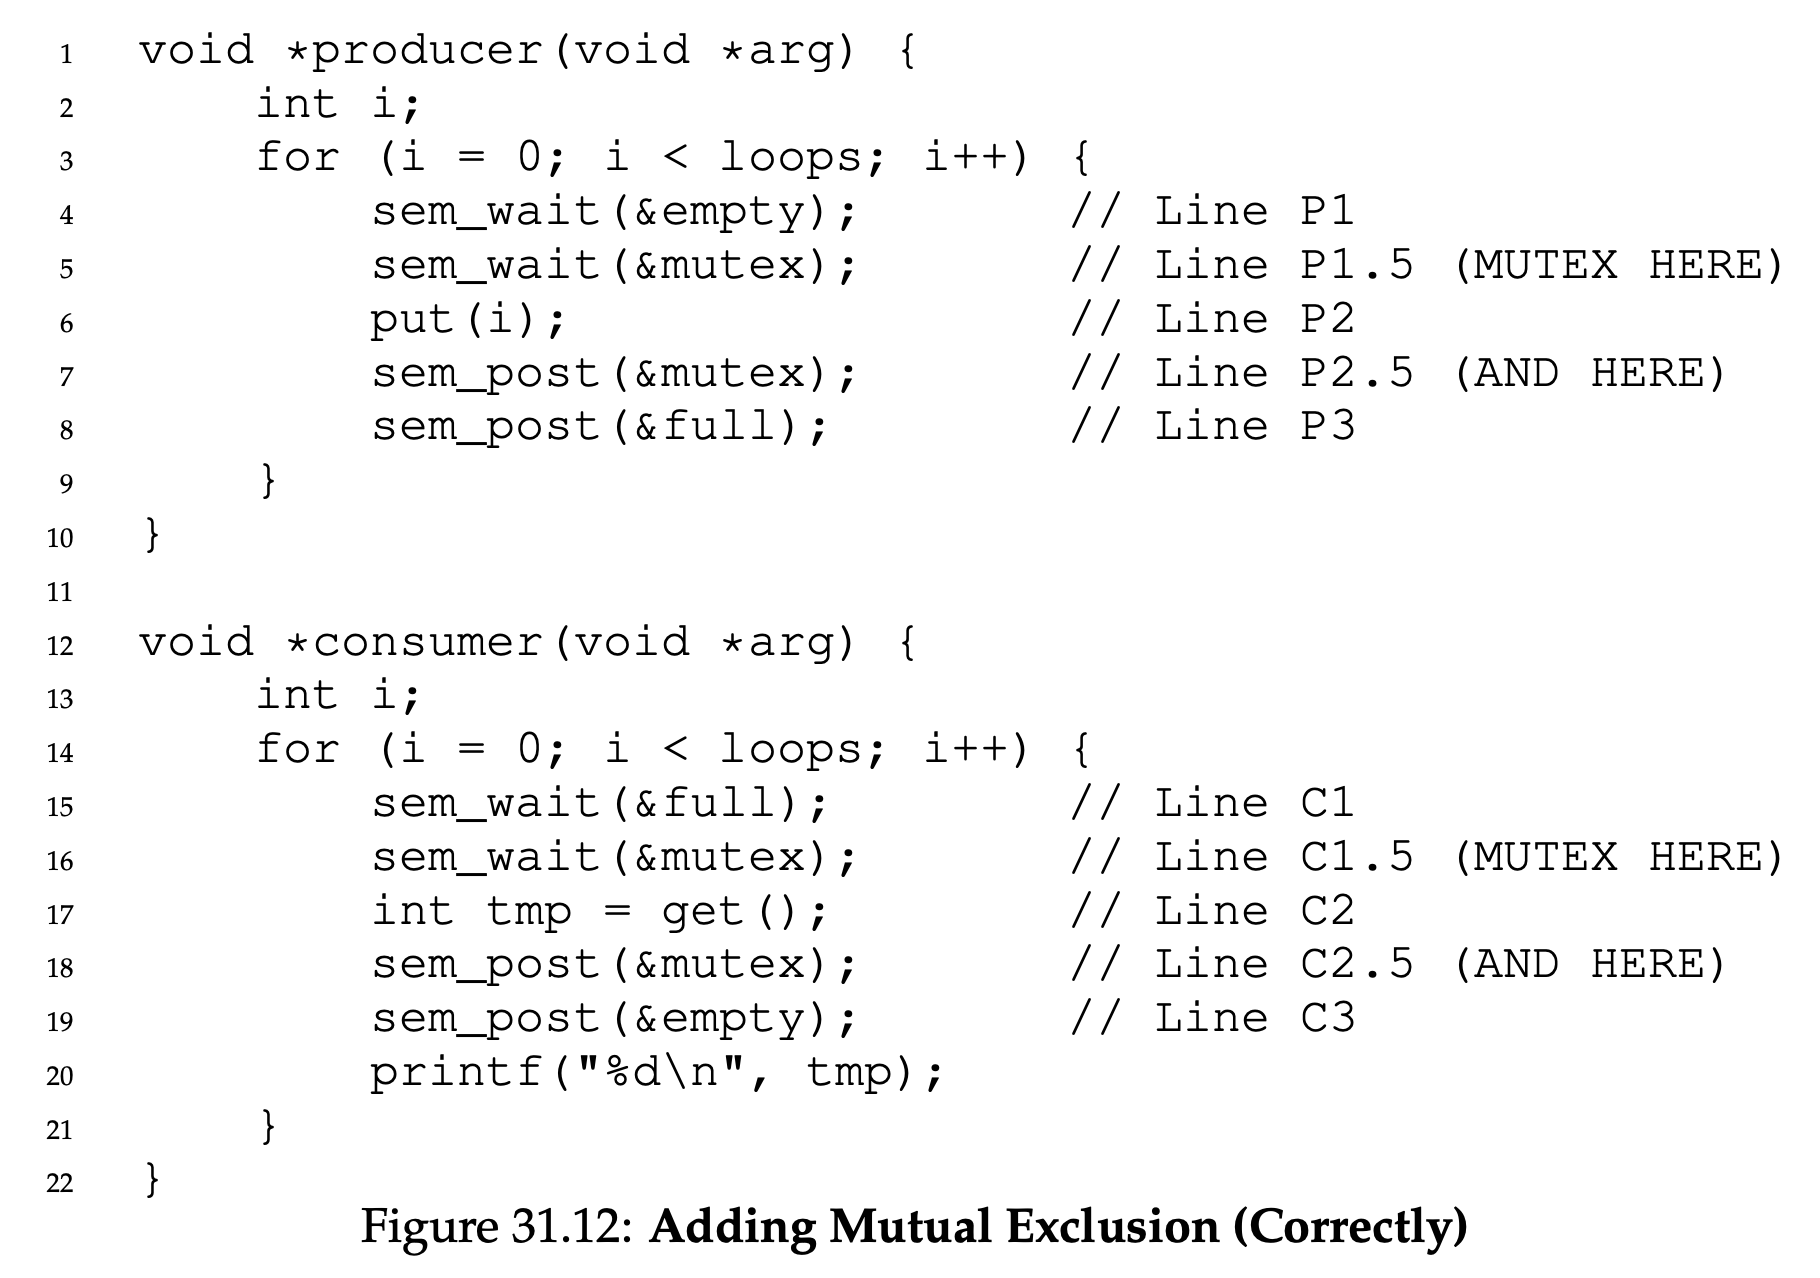 1 void *producer(void *arg) {
2     int i;
3     for (i = 0; i < loops; i++) {
4         sem_wait(&empty);       // Line P1
5         sem_wait(&mutex);       // Line P1.5 (MUTEX HERE)
6         put(i);                 // Line P2
7         sem_post(&mutex);       // Line P2.5 (AND HERE)
8         sem_post(&full);        // Line P3
9     }
10 }
11
12 void *consumer(void *arg) {
13     int i;
14     for (i = 0; i < loops; i++) {
15         sem_wait(&full);        // Line C1
16         sem_wait(&mutex);       // Line C1.5 (MUTEX HERE)
17         int tmp = get();        // Line C2
18         sem_post(&mutex);       // Line C2.5 (AND HERE)
19         sem_post(&empty);       // Line C3
20         printf("%d\n", tmp);
21     }
22 }
Figure 31.12: Adding Mutual Exclusion (Correctly)